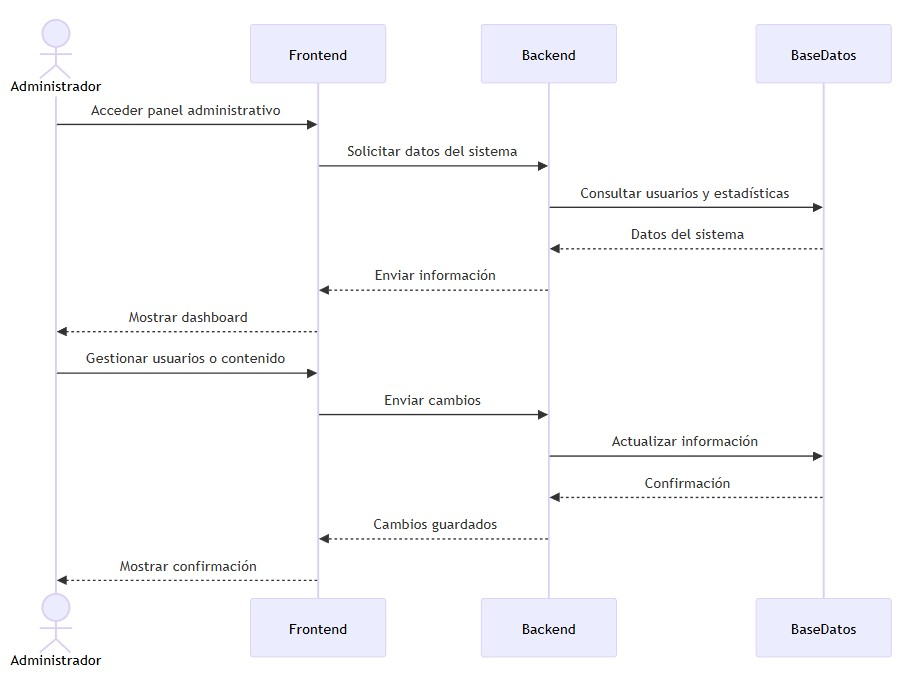 Administrador
Frontend
Backend
BaseDatos
Acceder panel administrativo
Solicitar datos del sistema
Consultar usuarios y estadísticas
Datos del sistema
Enviar información
Mostrar dashboard
Gestionar usuarios o contenido
Enviar cambios
Actualizar información
Confirmación
Cambios guardados
Mostrar confirmación
Administrador
Frontend
Backend
BaseDatos